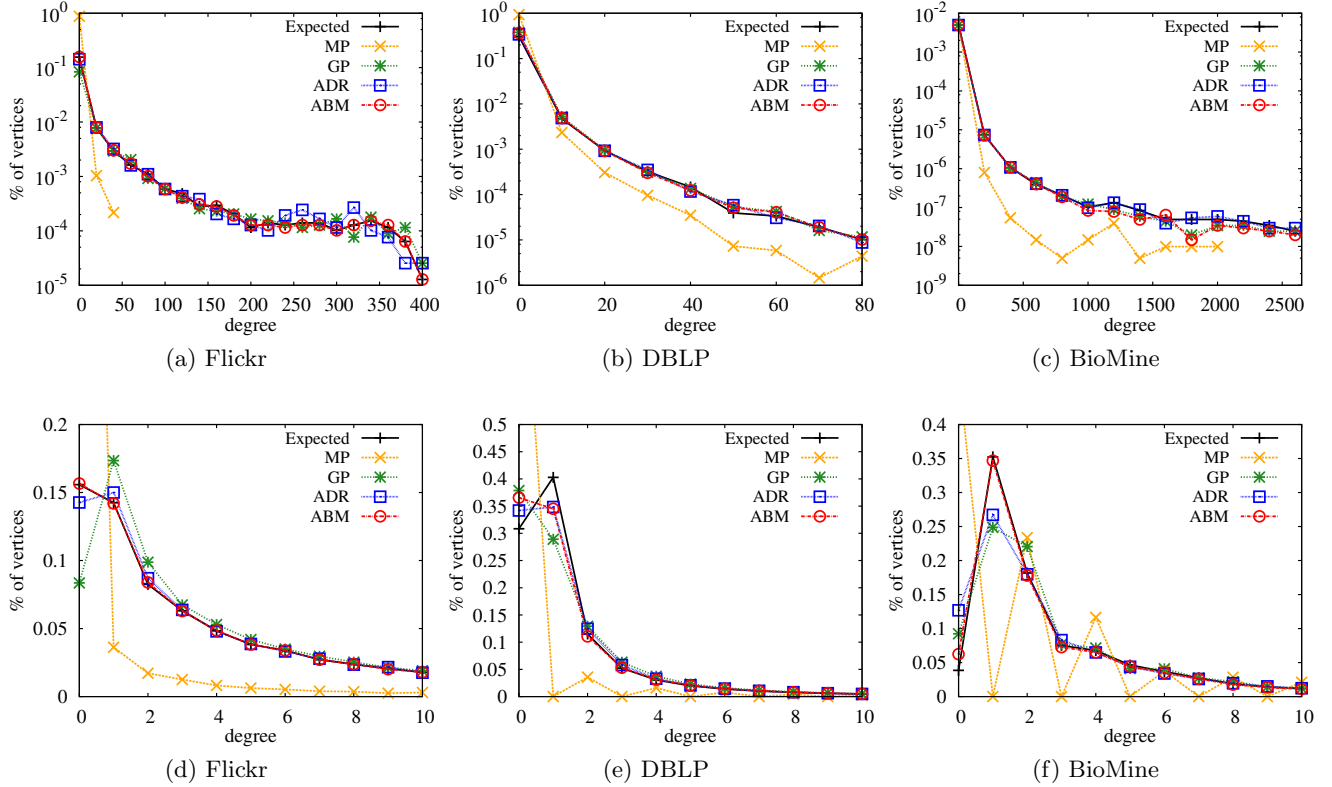 10^0
10^-1
10^-2
10^-3
10^-4
10^-5
% of vertices
Expected
MP
GP
ADR
ABM
0 50 100 150 200 250 300 350 400
degree
(a) Flickr
10^1
10^0
10^-1
10^-2
10^-3
10^-4
10^-5
10^-6
% of vertices
Expected
MP
GP
ADR
ABM
0 20 40 60 80
degree
(b) DBLP
10^-2
10^-3
10^-4
10^-5
10^-6
10^-7
10^-8
10^-9
% of vertices
Expected
MP
GP
ADR
ABM
0 500 1000 1500 2000 2500
degree
(c) BioMine
0.2
0.15
0.1
0.05
0
% of vertices
Expected
MP
GP
ADR
ABM
0 2 4 6 8 10
degree
(d) Flickr
0.5
0.45
0.4
0.35
0.3
0.25
0.2
0.15
0.1
0.05
0
% of vertices
Expected
MP
GP
ADR
ABM
0 2 4 6 8 10
degree
(e) DBLP
0.4
0.35
0.3
0.25
0.2
0.15
0.1
0.05
0
% of vertices
Expected
MP
GP
ADR
ABM
0 2 4 6 8 10
degree
(f) BioMine